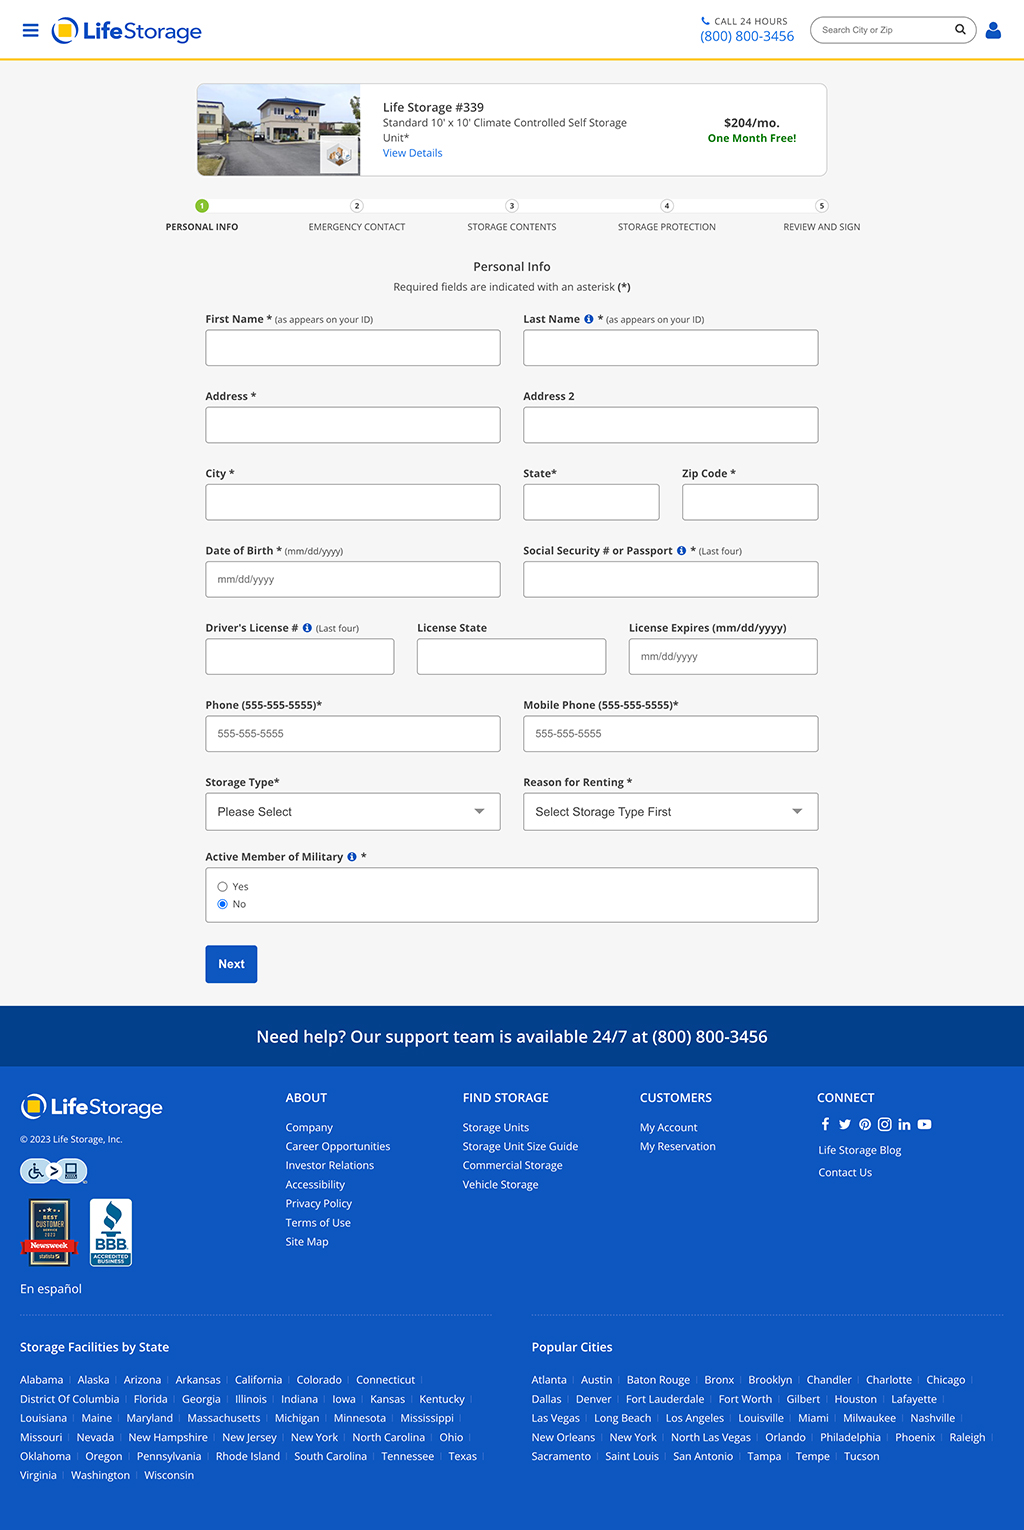 LifeStorage
CALL 24 HOURS
(800) 800-3456
Search City or Zip
Life Storage #339
Standard 10' x 10' Climate Controlled Self Storage
Unit*
View Details
$204/mo.
One Month Free!
1 2 3 4 5
PERSONAL INFO EMERGENCY CONTACT STORAGE CONTENTS STORAGE PROTECTION REVIEW AND SIGN
Personal Info
Required fields are indicated with an asterisk (*)
First Name * (as appears on your ID) Last Name * (as appears on your ID)
Address * Address 2
City * State* Zip Code *
Date of Birth * (mm/dd/yyyy) Social Security # or Passport * (Last four)
mm/dd/yyyy
Driver's License # (Last four) License State License Expires (mm/dd/yyyy)
mm/dd/yyyy
Phone (555-555-5555)* Mobile Phone (555-555-5555)*
555-555-5555 555-555-5555
Storage Type* Reason for Renting *
Please Select Select Storage Type First
Active Member of Military *
Yes
No
Next
Need help? Our support team is available 24/7 at (800) 800-3456
LifeStorage
© 2023 Life Storage, Inc.
BEST
CUSTOMER
SERVICE
2023
Newsweek
statista
BBB
ACCREDITED
BUSINESS
En español
ABOUT
Company
Career Opportunities
Investor Relations
Accessibility
Privacy Policy
Terms of Use
Site Map
FIND STORAGE
Storage Units
Storage Unit Size Guide
Commercial Storage
Vehicle Storage
CUSTOMERS
My Account
My Reservation
CONNECT
Life Storage Blog
Contact Us
Storage Facilities by State
Alabama Alaska Arizona Arkansas California Colorado Connecticut
District Of Columbia Florida Georgia Illinois Indiana Iowa Kansas Kentucky
Louisiana Maine Maryland Massachusetts Michigan Minnesota Mississippi
Missouri Nevada New Hampshire New Jersey New York North Carolina Ohio
Oklahoma Oregon Pennsylvania Rhode Island South Carolina Tennessee Texas
Virginia Washington Wisconsin
Popular Cities
Atlanta Austin Baton Rouge Bronx Brooklyn Chandler Charlotte Chicago
Dallas Denver Fort Lauderdale Fort Worth Gilbert Houston Lafayette
Las Vegas Long Beach Los Angeles Louisville Miami Milwaukee Nashville
New Orleans New York North Las Vegas Orlando Philadelphia Phoenix Raleigh
Sacramento Saint Louis San Antonio Tampa Tempe Tucson